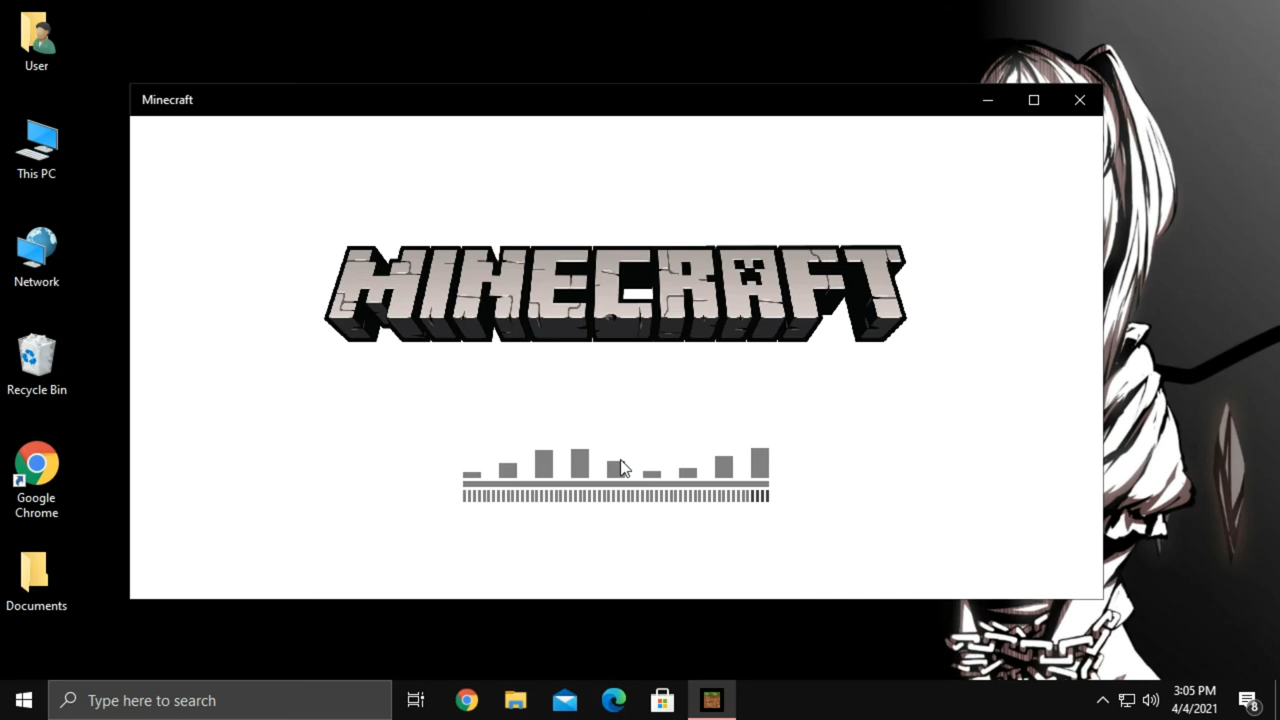 User
This PC
Network
Recycle Bin
Google
Chrome
Documents
Minecraft
MINECRAFT
Type here to search
3:05 PM
4/4/2021
8